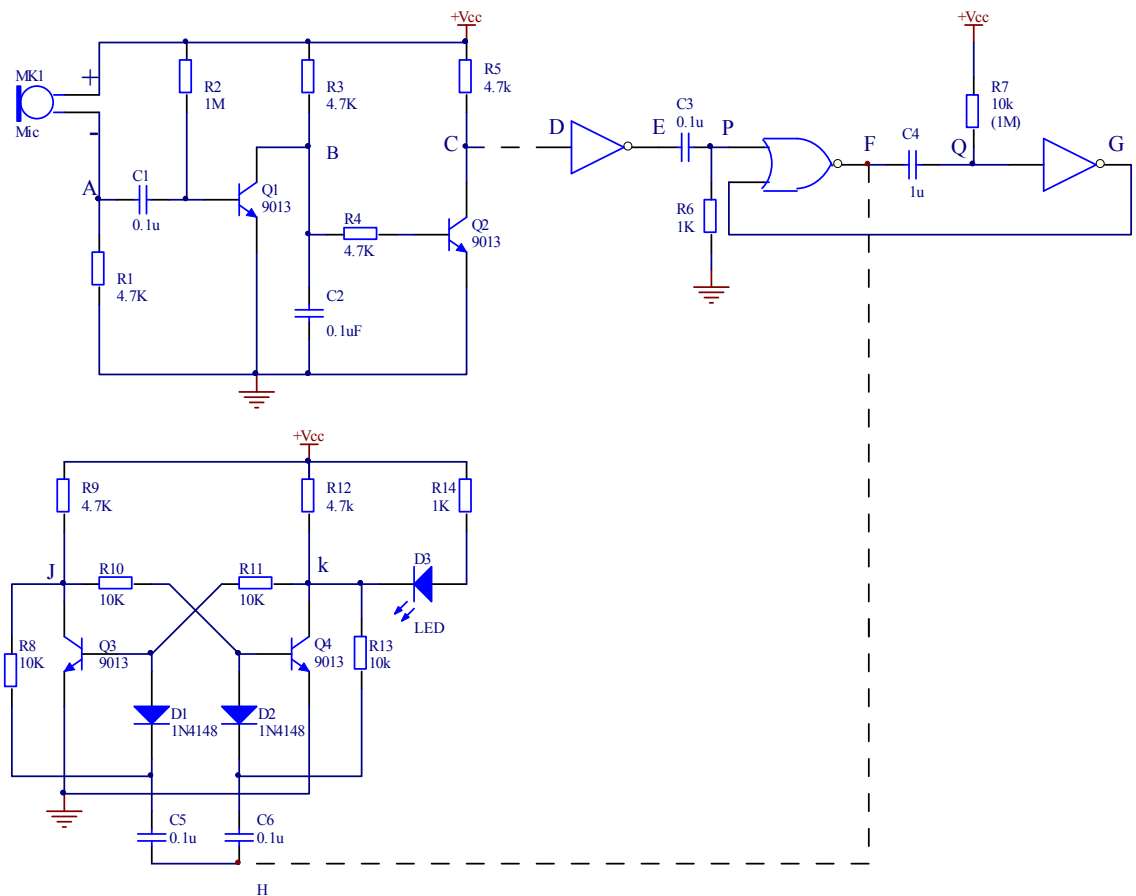 +Vcc
+Vcc
MK1
+
Mic
-
R2
1M
R3
4.7K
R5
4.7k
A
C1
0.1u
B
Q1
9013
C
R4
4.7K
Q2
9013
R1
4.7K
C2
0.1uF
D
E
C3
0.1u
P
R6
1K
F
C4
1u
Q
R7
10k
(1M)
G
+Vcc
R9
4.7K
R12
4.7k
R14
1K
J
R10
10K
R11
10K
k
D3
LED
R8
10K
Q3
9013
Q4
9013
R13
10k
D1
1N4148
D2
1N4148
C5
0.1u
C6
0.1u
H